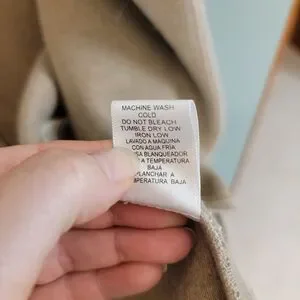 MACHINE WASH
COLD
DO NOT BLEACH
TUMBLE DRY LOW
IRON LOW
LAVADO A MAQUINA
CON AGUA FRIA
BLANQUEADOR
A TEMPERATURA
BAJA
PLANCHAR A
BAJA